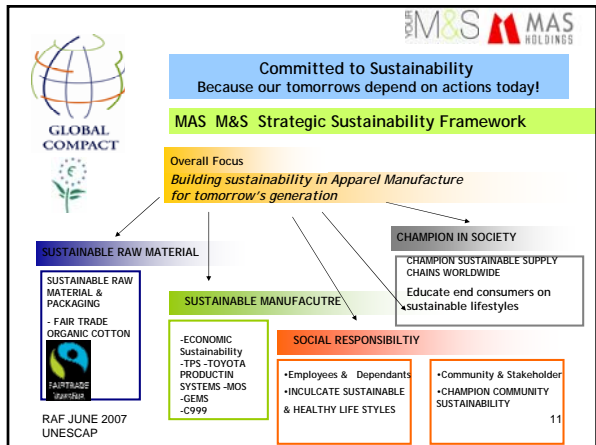 YOUR M&S MAS
HOLDINGS
GLOBAL
COMPACT
Committed to Sustainability
Because our tomorrows depend on actions today!
MAS M&S Strategic Sustainability Framework
Overall Focus
Building sustainability in Apparel Manufacture
for tomorrow's generation
SUSTAINABLE RAW MATERIAL
SUSTAINABLE RAW
MATERIAL &
PACKAGING
- FAIR TRADE
ORGANIC COTTON
FAIRTRADE
SUSTAINABLE MANUFACUTRE
-ECONOMIC
Sustainability
-TPS -TOYOTA
PRODUCTIN
SYSTEMS -MOS
-GEMS
-C999
CHAMPION IN SOCIETY
CHAMPION SUSTAINABLE SUPPLY
CHAINS WORLDWIDE
Educate end consumers on
sustainable lifestyles
SOCIAL RESPONSIBILTIY
•Employees & Dependants
•INCULCATE SUSTAINABLE
& HEALTHY LIFE STYLES
•Community & Stakeholder
•CHAMPION COMMUNITY
SUSTAINABILITY
RAF JUNE 2007
UNESCAP
11